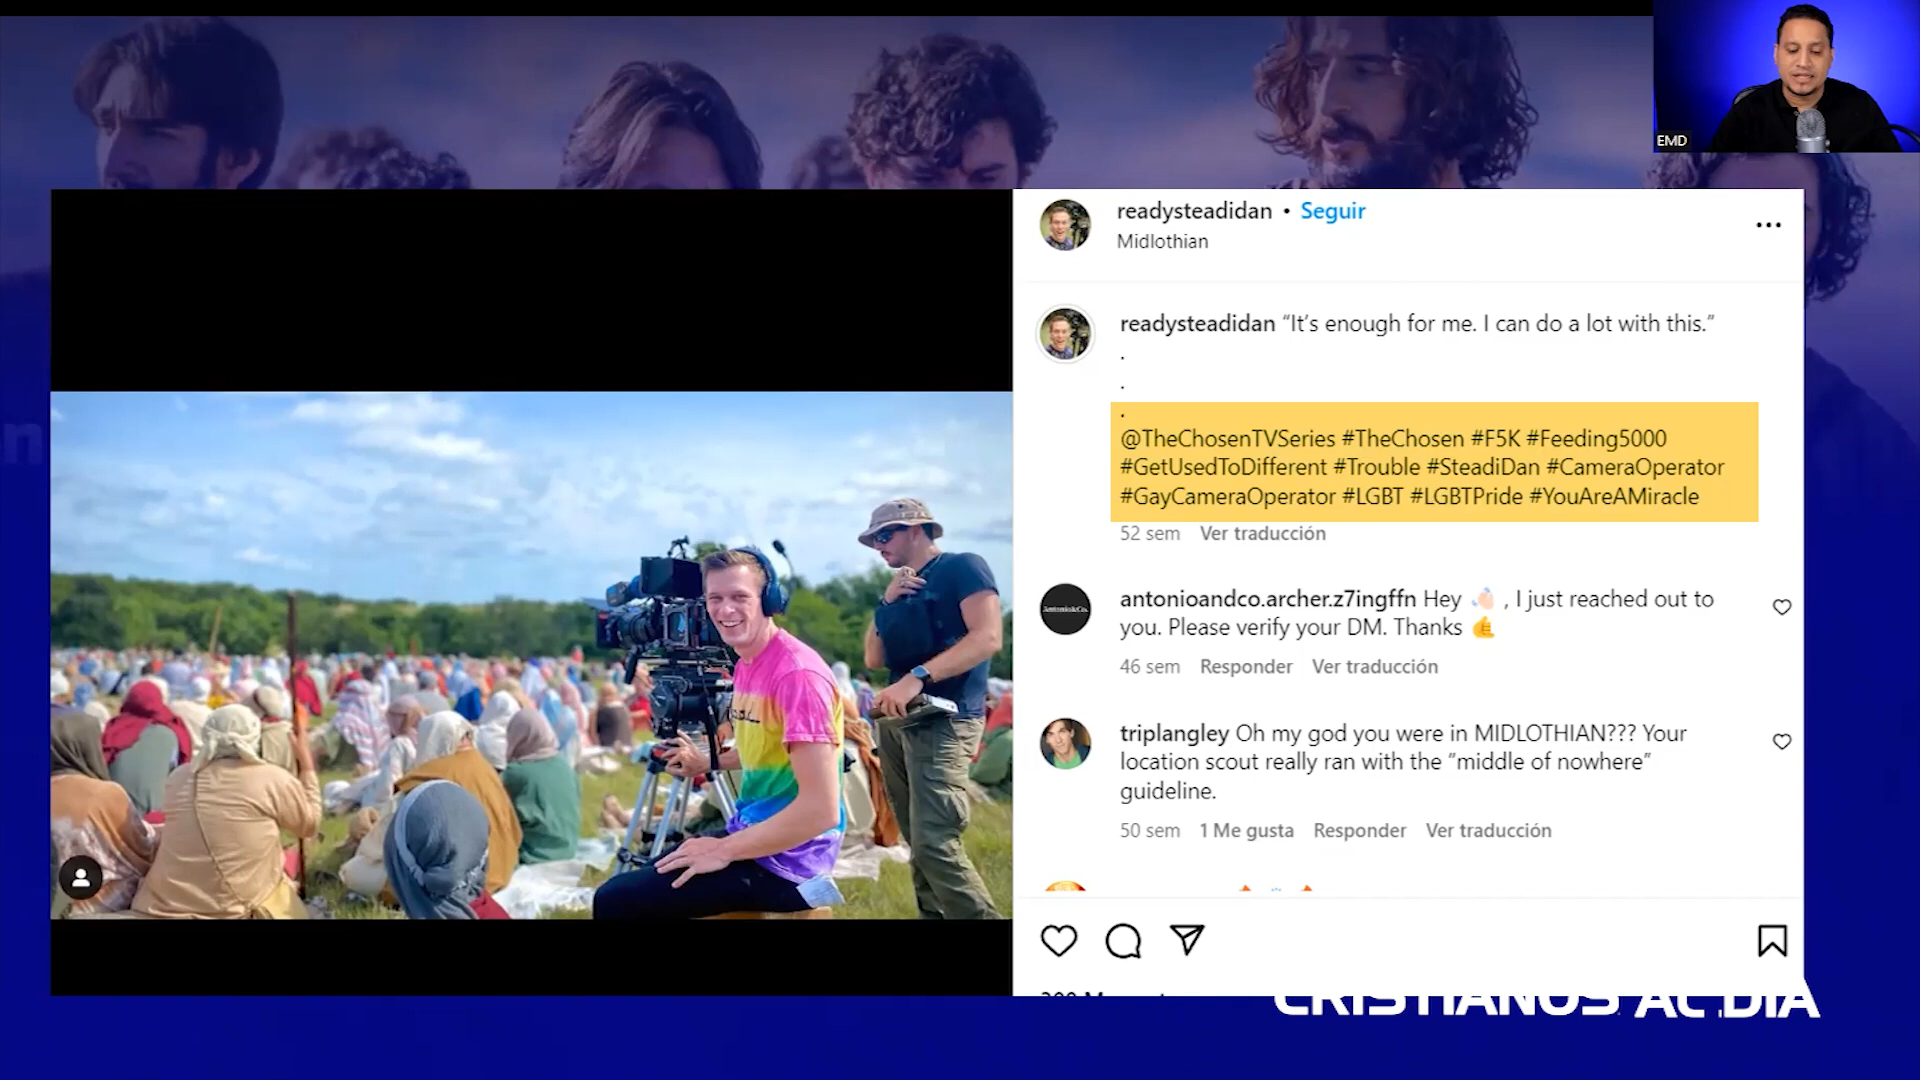 EMD
readysteadidan • Seguir
Midlothian
readysteadidan “It’s enough for me. I can do a lot with this.”
.
.
.
@TheChosenTVSeries #TheChosen #F5K #Feeding5000
#GetUsedToDifferent #Trouble #SteadiDan #CameraOperator
#GayCameraOperator #LGBT #LGBTPride #YouAreAMiracle
52 sem Ver traducción
antonioandco.archer.z7ingffn Hey 👋🏻 , I just reached out to
you. Please verify your DM. Thanks 👍
46 sem Responder Ver traducción
triplangley Oh my god you were in MIDLOTHIAN??? Your
location scout really ran with the “middle of nowhere”
guideline.
50 sem 1 Me gusta Responder Ver traducción
CRISTIANOS AL DIA